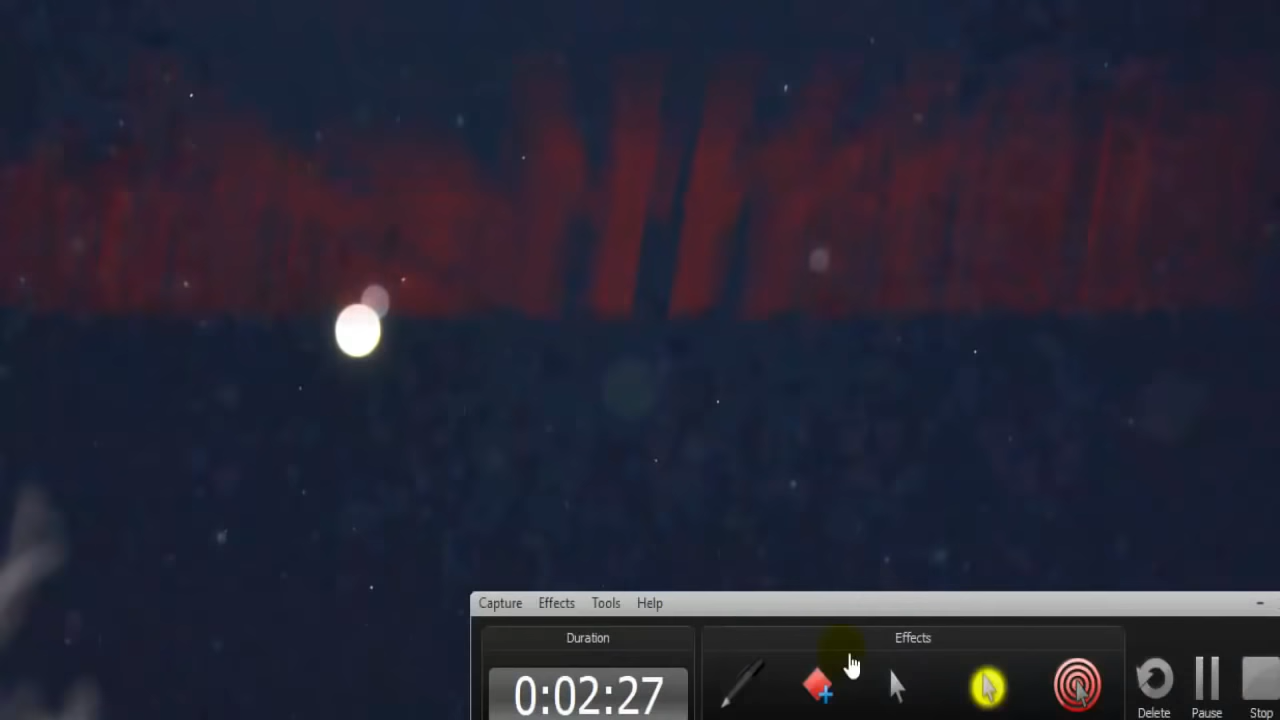 Capture Effects Tools Help
Duration
Effects
0:02:27
Delete Pause Stop